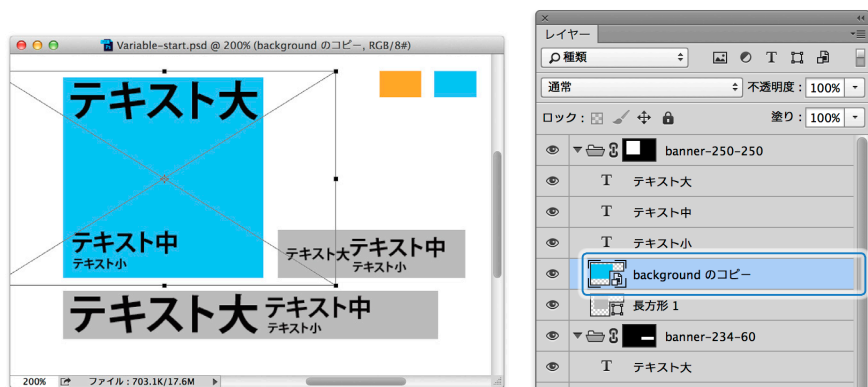 Variable-start.psd @ 200% (background のコピー, RGB/8#)
テキスト大
テキスト中
テキスト小
テキスト大テキスト中
テキスト小
テキスト大 テキスト中
テキスト小
200% ファイル : 703.1K/17.6M
レイヤー
種類
T
通常 不透明度 : 100%
ロック : 塗り : 100%
banner-250-250
T テキスト大
T テキスト中
T テキスト小
background のコピー
長方形 1
banner-234-60
T テキスト大